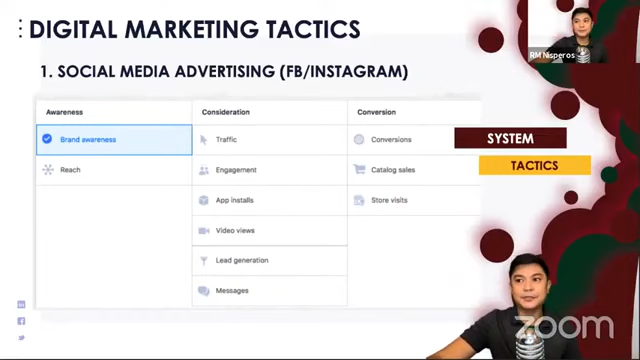 DIGITAL MARKETING TACTICS
RM Nisperos
1. SOCIAL MEDIA ADVERTISING (FB/INSTAGRAM)
Awareness Consideration Conversion
Brand awareness Traffic Conversions
SYSTEM
Reach Engagement Catalog sales
TACTICS
App installs Store visits
Video views
Lead generation
Messages
zoom